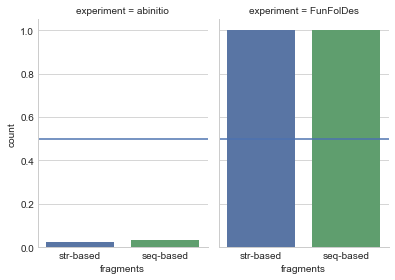 experiment = abinitio
experiment = FunFolDes
1.0
0.8
0.6
0.4
0.2
0.0
count
str-based
seq-based
str-based
seq-based
fragments
fragments